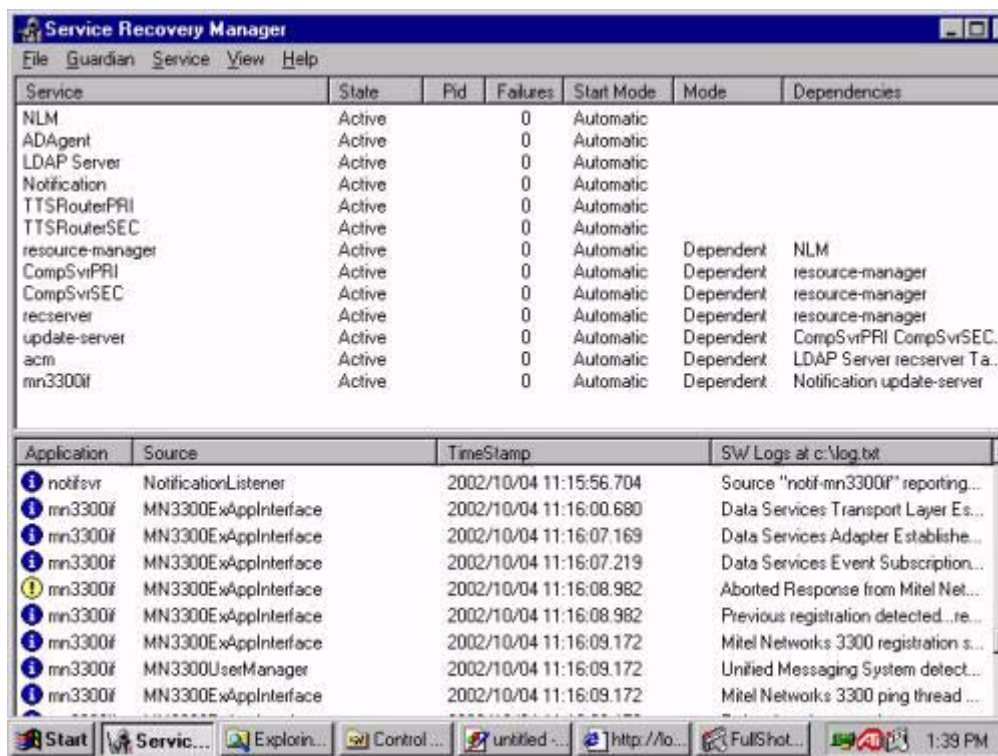 Service Recovery Manager
File Guardian Service View Help
Service State Pid Failures Start Mode Mode Dependencies
NLM Active 0 Automatic
ADAgent Active 0 Automatic
LDAP Server Active 0 Automatic
Notification Active 0 Automatic
TTSRouterPRI Active 0 Automatic
TTSRouterSEC Active 0 Automatic
resource-manager Active 0 Automatic Dependent NLM
CompSvrPRI Active 0 Automatic Dependent resource-manager
CompSvrSEC Active 0 Automatic Dependent resource-manager
recserver Active 0 Automatic Dependent resource-manager
update-server Active 0 Automatic Dependent CompSvrPRI CompSvrSEC...
acm Active 0 Automatic Dependent LDAP Server recserver Ta...
mn3300if Active 0 Automatic Dependent Notification update-server
Application Source TimeStamp SW Logs at c:\log.txt
notifsvr NotificationListener 2002/10/04 11:15:56.704 Source "notif-mn3300if" reporting...
mn3300if MN3300ExAppInterface 2002/10/04 11:16:00.680 Data Services Transport Layer Es...
mn3300if MN3300ExAppInterface 2002/10/04 11:16:07.169 Data Services Adapter Establishe...
mn3300if MN3300ExAppInterface 2002/10/04 11:16:07.219 Data Services Event Subscription...
mn3300if MN3300ExAppInterface 2002/10/04 11:16:08.982 Aborted Response from Mitel Net...
mn3300if MN3300ExAppInterface 2002/10/04 11:16:08.982 Previous registration detected...re...
mn3300if MN3300ExAppInterface 2002/10/04 11:16:09.172 Mitel Networks 3300 registration s...
mn3300if MN3300UserManager 2002/10/04 11:16:09.172 Unified Messaging System detect...
mn3300if MN3300ExAppInterface 2002/10/04 11:16:09.172 Mitel Networks 3300 ping thread ...
Start Servic... Explorin... Control ... untitled -... http://lo... FullShot... 1:39 PM